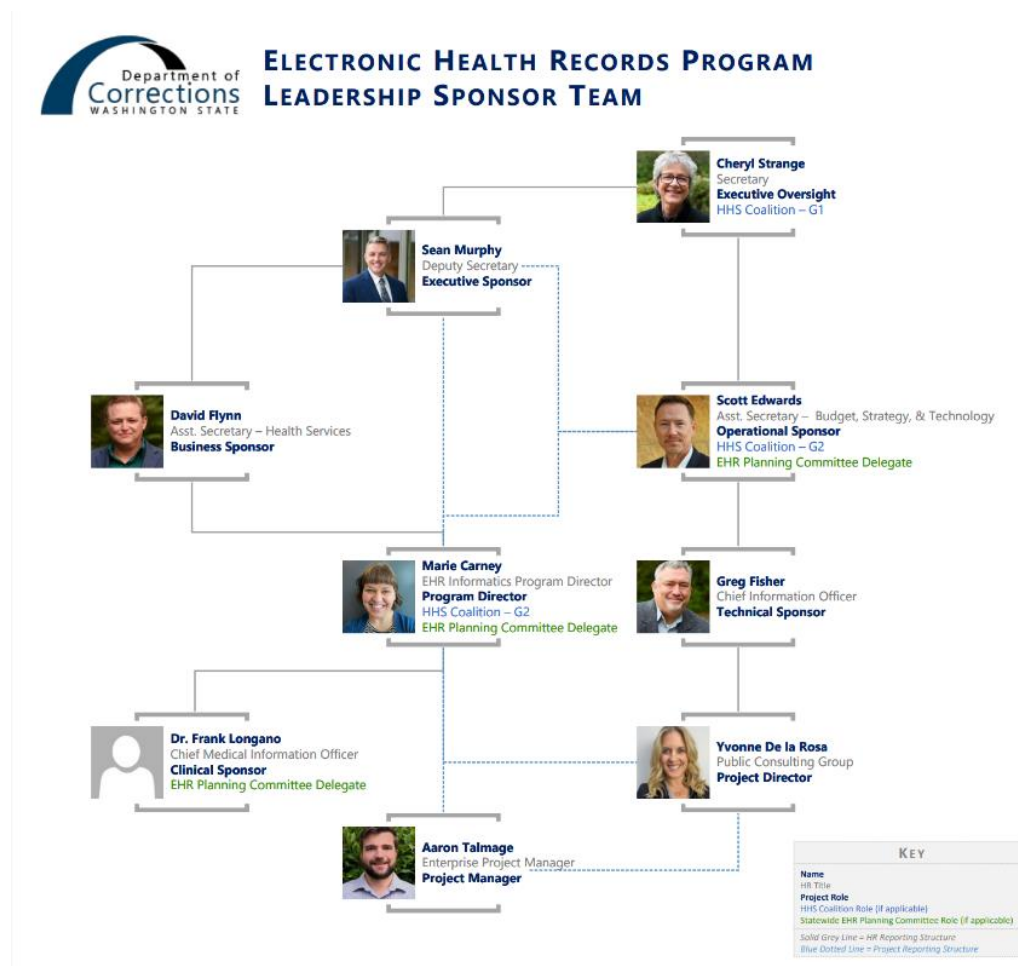 Department of
Corrections
WASHINGTON STATE
ELECTRONIC HEALTH RECORDS PROGRAM
LEADERSHIP SPONSOR TEAM
Cheryl Strange
Secretary
Executive Oversight
HHS Coalition – G1
Sean Murphy
Deputy Secretary
Executive Sponsor
David Flynn
Asst. Secretary – Health Services
Business Sponsor
Scott Edwards
Asst. Secretary – Budget, Strategy, & Technology
Operational Sponsor
HHS Coalition – G2
EHR Planning Committee Delegate
Marie Carney
EHR Informatics Program Director
Program Director
HHS Coalition – G2
EHR Planning Committee Delegate
Greg Fisher
Chief Information Officer
Technical Sponsor
Dr. Frank Longano
Chief Medical Information Officer
Clinical Sponsor
EHR Planning Committee Delegate
Yvonne De la Rosa
Public Consulting Group
Project Director
Aaron Talmage
Enterprise Project Manager
Project Manager
KEY
Name
HR Title
Project Role
HHS Coalition Role (if applicable)
Statewide EHR Planning Committee Role (if applicable)
Solid Grey Line = HR Reporting Structure
Blue Dotted Line = Project Reporting Structure